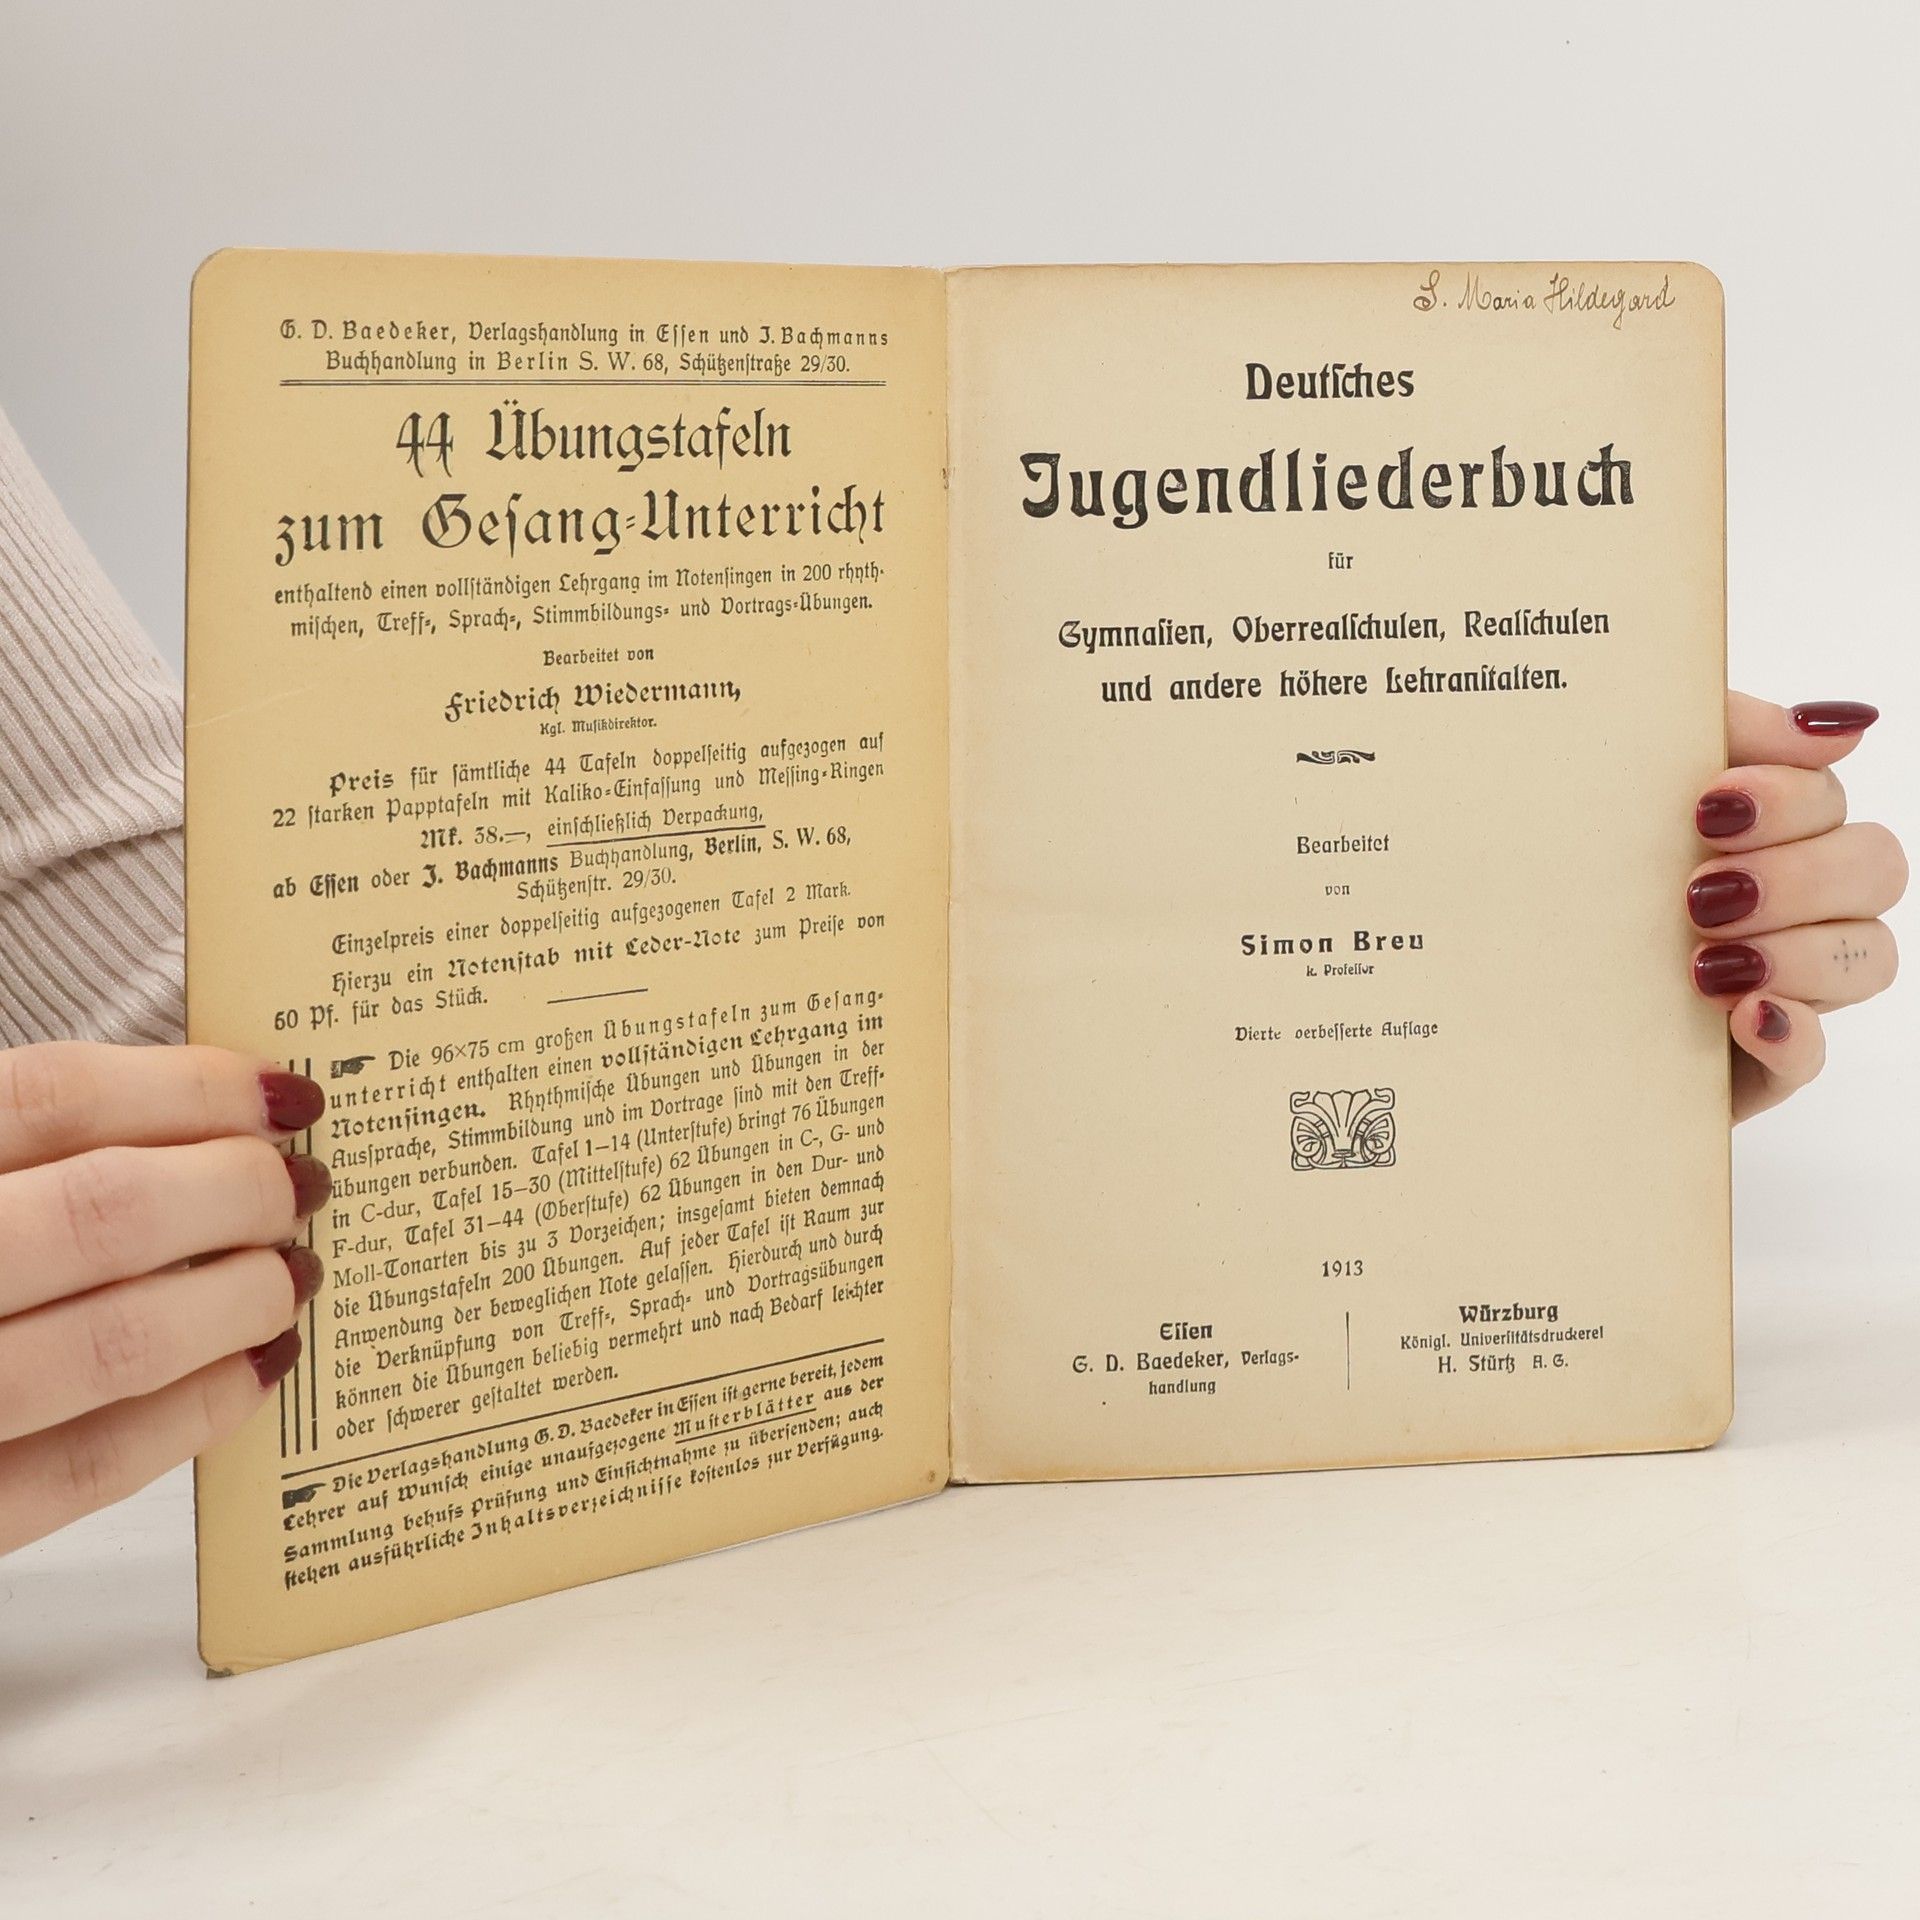 G. D. Baedeker, Verlagshandlung in Essen und J. Bachmanns
Buchhandlung in Berlin S. W. 68, Schützenstraße 29/30.
44 Übungstafeln
zum Gesang-Unterricht
enthaltend einen vollständigen Lehrgang im Notensingen in 200 rhyth-
mischen, Treff-, Sprach-, Stimmbildungs- und Vortrags-Übungen.
Bearbeitet von
Friedrich Wiedermann,
Kgl. Musikdirektor.
Preis für sämtliche 44 Tafeln doppelseitig aufgezogen auf
22 starken Papptafeln mit Kaliko-Einfassung und Messing-Ringen
Mk. 38.—, einschließlich Verpackung,
ab Essen oder J. Bachmanns Buchhandlung, Berlin, S. W. 68,
Schützenstr. 29/30.
Einzelpreis einer doppelseitig aufgezogenen Tafel 2 Mark.
Hierzu ein Notenstab mit Leder-Note zum Preise von
60 Pf. für das Stück.
Die 96×75 cm großen Übungstafeln zum Gesang-
unterricht enthalten einen vollständigen Lehrgang im
Notensingen. Rhythmische Übungen und Übungen in der
Aussprache, Stimmbildung und im Vortrage sind mit den Treff-
übungen verbunden. Tafel 1—14 (Unterstufe) bringt 76 Übungen
in C-dur, Tafel 15—30 (Mittelstufe) 62 Übungen in C-, G- und
F-dur, Tafel 31—44 (Oberstufe) 62 Übungen in den Dur- und
Moll-Tonarten bis zu 3 Vorzeichen; insgesamt bieten demnach
die Übungstafeln 200 Übungen. Auf jeder Tafel ist Raum zur
Anwendung der beweglichen Note gelassen. Hierdurch und durch
die Verknüpfung von Treff-, Sprach- und Vortragsübungen
können die Übungen beliebig vermehrt und nach Bedarf leichter
oder schwerer gestaltet werden.
Die Verlagshandlung G. D. Baedeker in Essen ist gerne bereit, jedem
Lehrer auf Wunsch einige unaufgezogene Musterblätter aus der
Sammlung behufs Prüfung und Einsichtnahme zu übersenden; auch
stehen ausführliche Inhaltsverzeichnisse kostenlos zur Verfügung.
S. Maria Hildegard
Deutsches
Jugendliederbuch
für
Gymnasien, Oberrealschulen, Realschulen
und andere höhere Lehranstalten.
Bearbeitet
von
Simon Breu
k. Professor
Vierte verbesserte Auflage
1913
Essen
G. D. Baedeker, Verlags-
handlung
Würzburg
Königl. Universitätsdruckerei
H. Stürtz A. G.